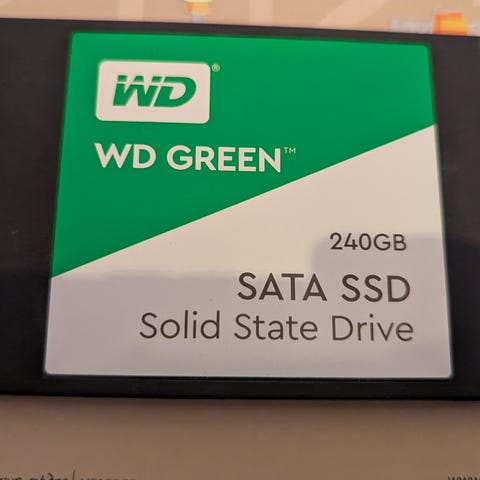 WD®
WD GREEN™
240GB
SATA SSD
Solid State Drive